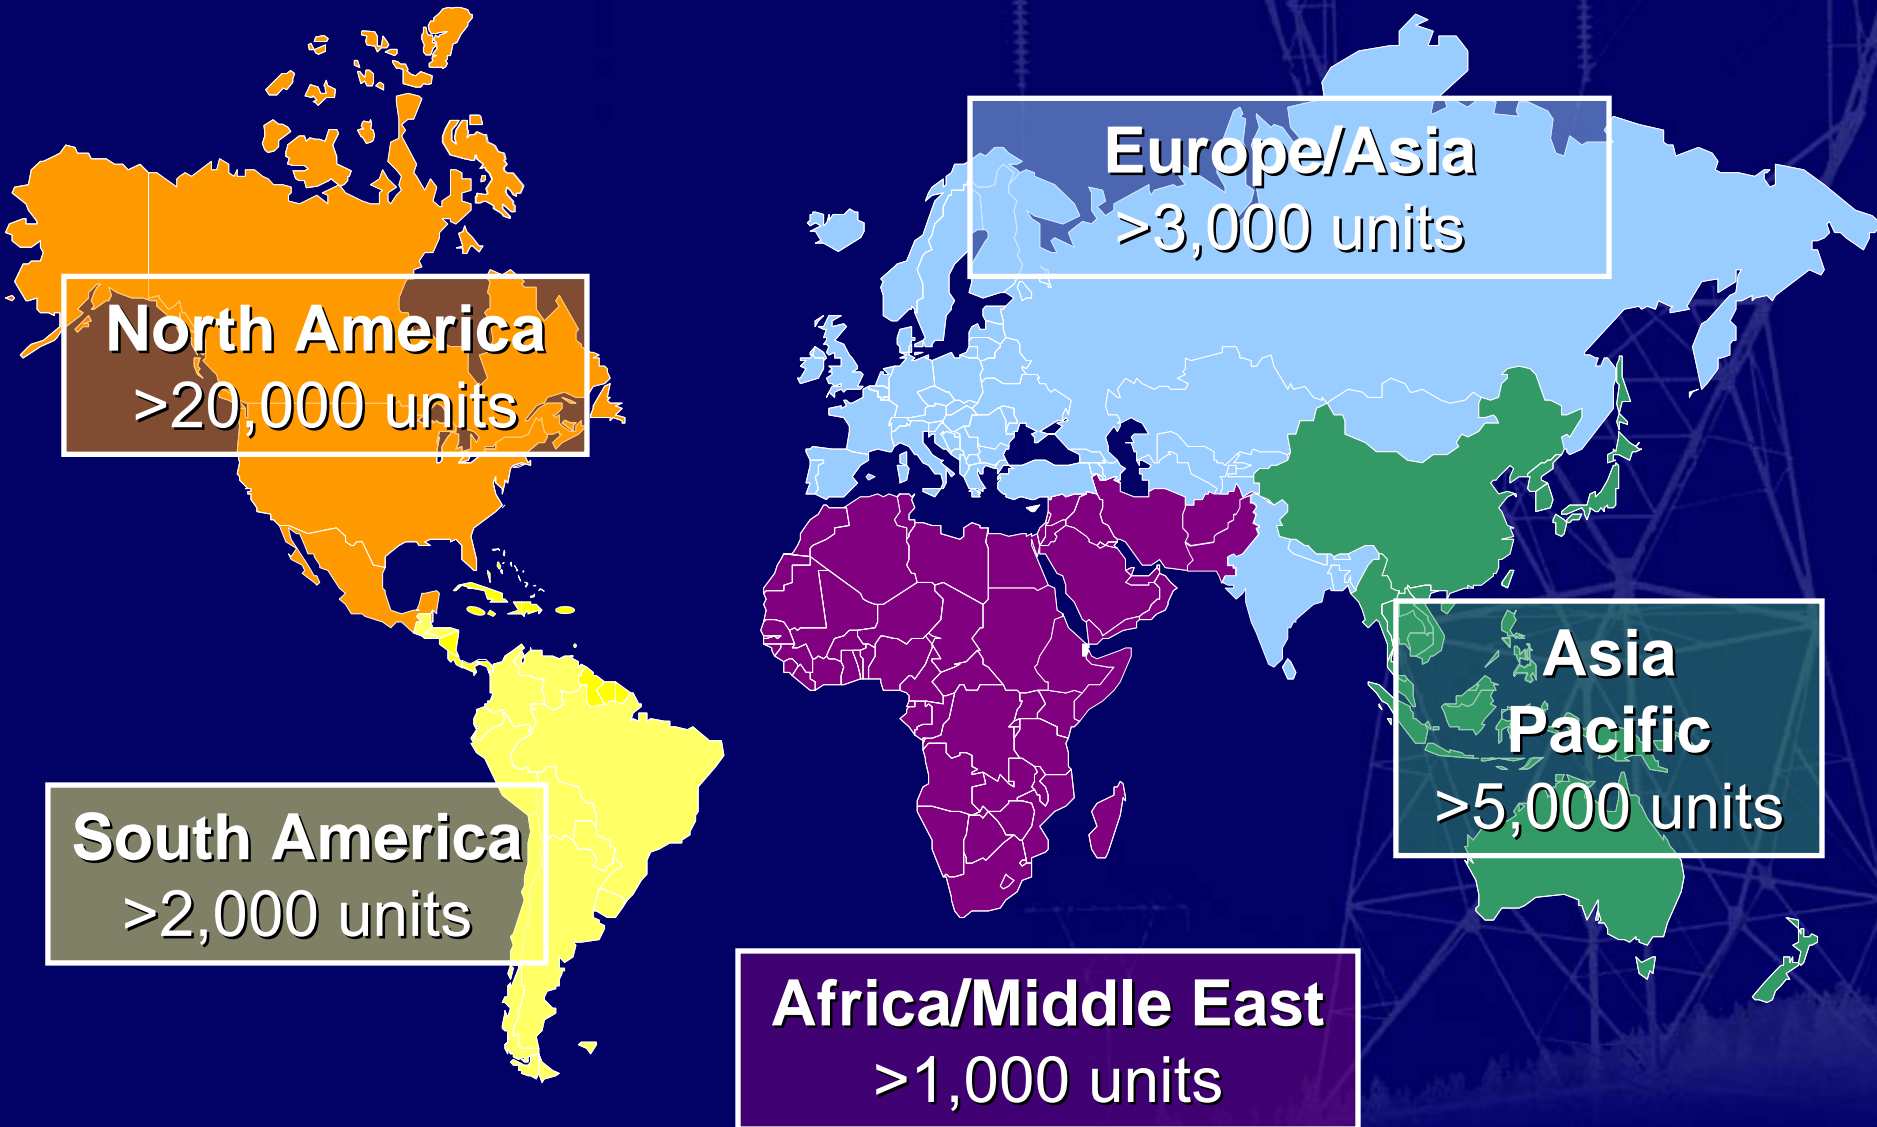 Europe/Asia
>3,000 units
North America
>20,000 units
Asia
Pacific
>5,000 units
South America
>2,000 units
Africa/Middle East
>1,000 units